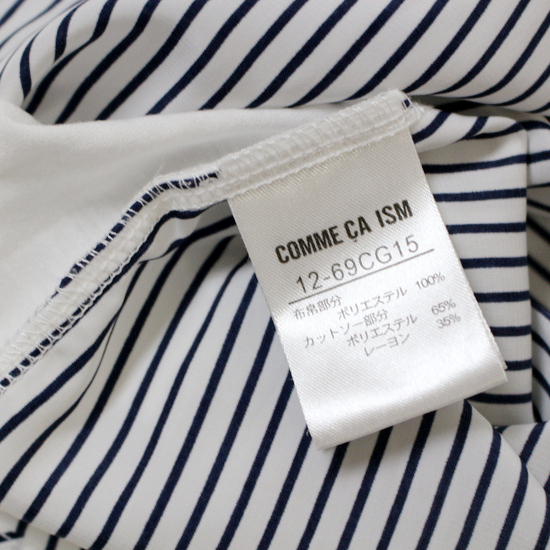 COMME ÇA ISM
12-69CG15
布帛部分
ポリエステル 100%
カットソー部分
ポリエステル 65%
レーヨン 35%